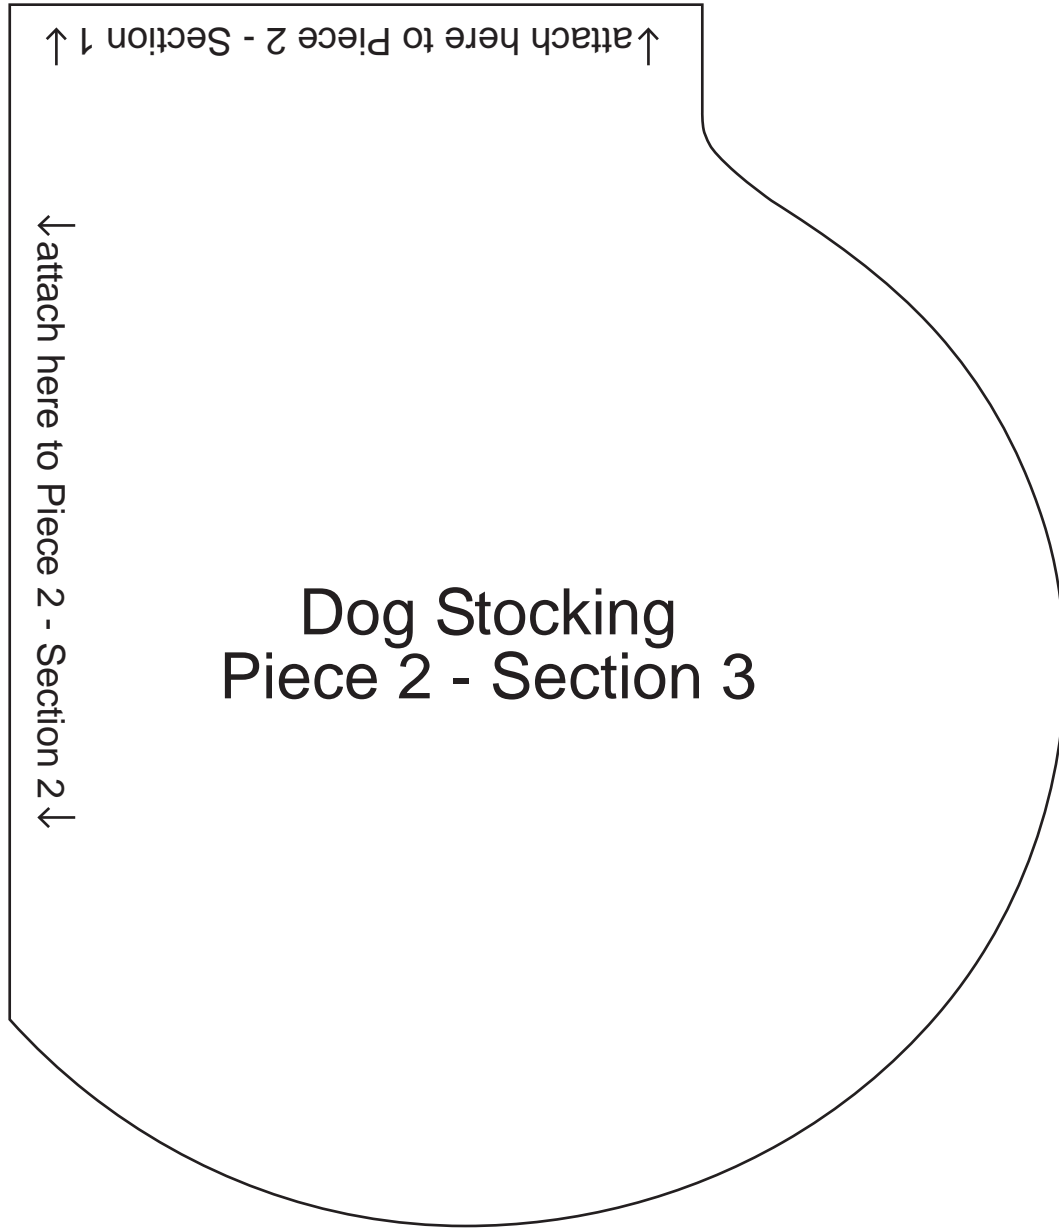 ↓attach here to Piece 2 - Section 1↓
↓attach here to Piece 2 - Section 2↓
Dog Stocking
Piece 2 - Section 3